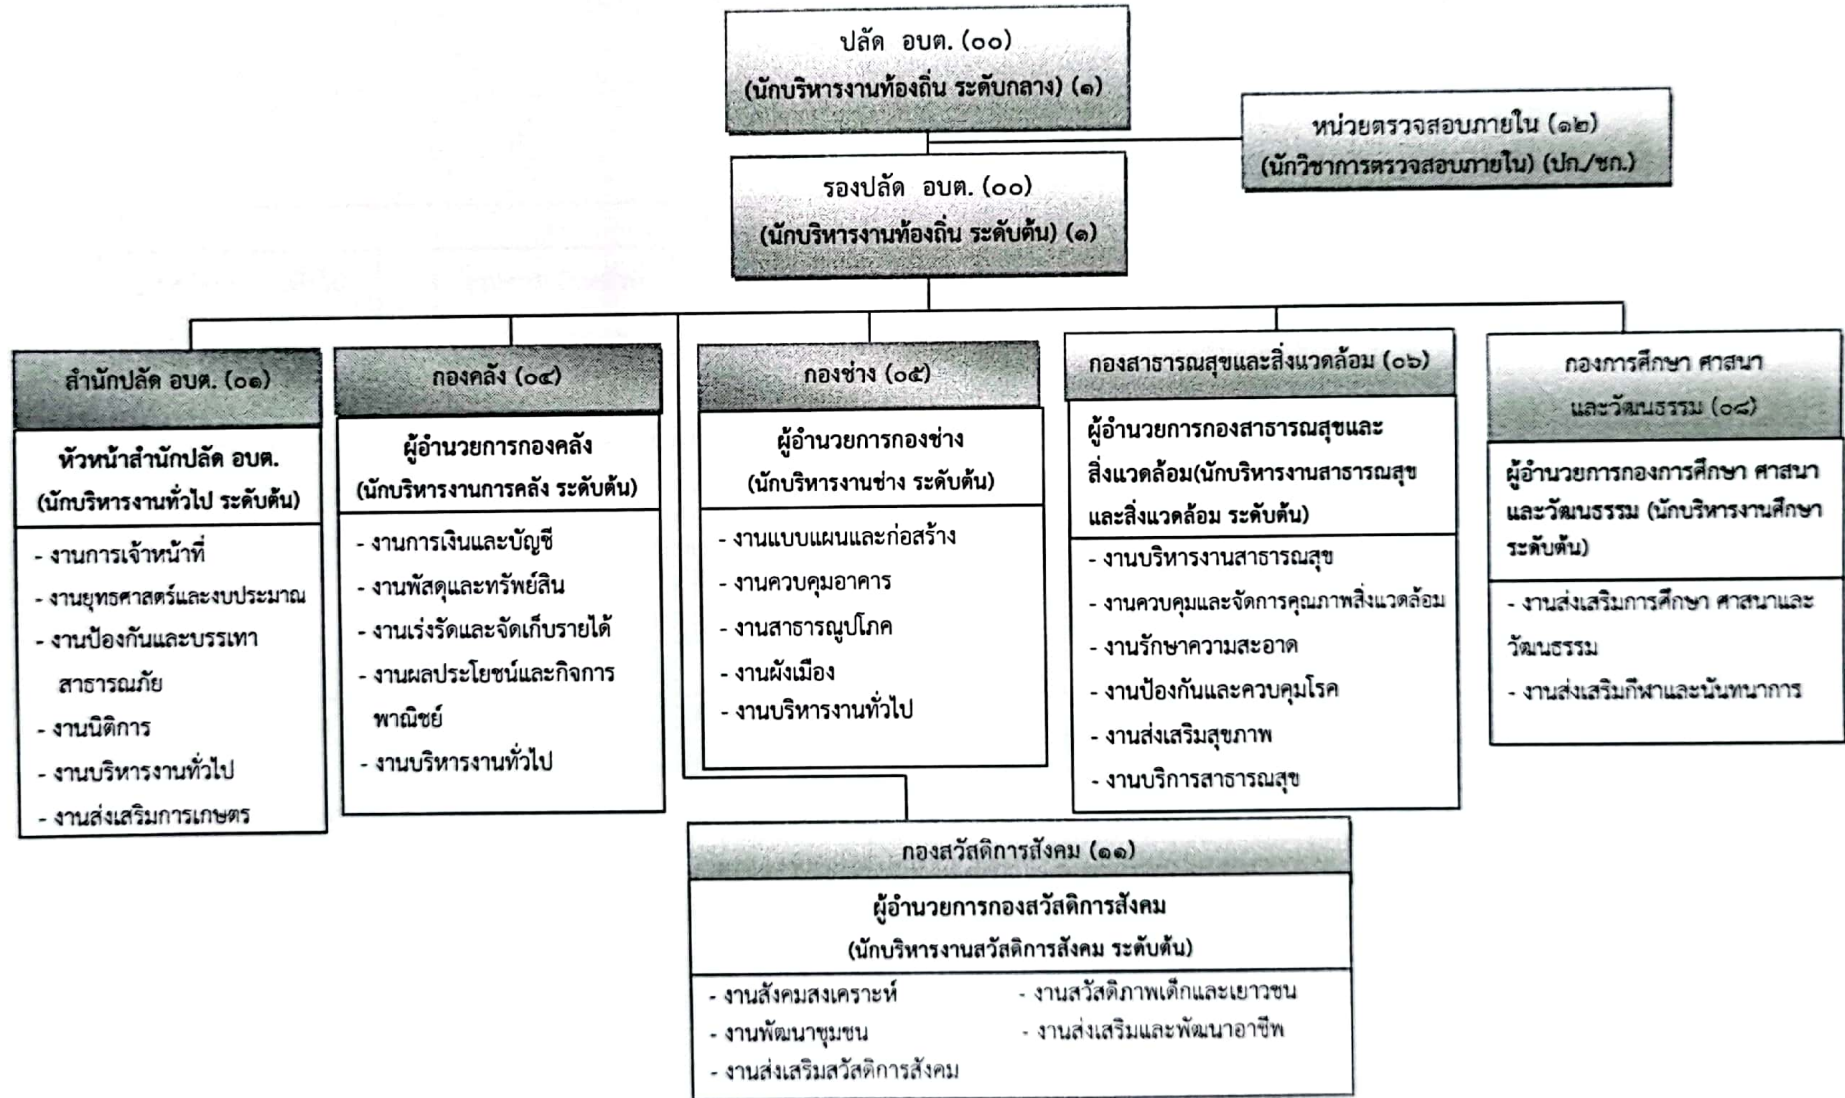 ปลัด อบต. (๐๐)
(นักบริหารงานท้องถิ่น ระดับกลาง) (๑)
หน่วยตรวจสอบภายใน (๑๒)
(นักวิชาการตรวจสอบภายใน) (ปก./ชก.)
รองปลัด อบต. (๐๐)
(นักบริหารงานท้องถิ่น ระดับต้น) (๑)
สำนักปลัด อบต. (๐๑)
หัวหน้าสำนักปลัด อบต.
(นักบริหารงานทั่วไป ระดับต้น)
- งานการเจ้าหน้าที่
- งานยุทธศาสตร์และงบประมาณ
- งานป้องกันและบรรเทา
สาธารณภัย
- งานนิติการ
- งานบริหารงานทั่วไป
- งานส่งเสริมการเกษตร
กองคลัง (๐๔)
ผู้อำนวยการกองคลัง
(นักบริหารงานการคลัง ระดับต้น)
- งานการเงินและบัญชี
- งานพัสดุและทรัพย์สิน
- งานเร่งรัดและจัดเก็บรายได้
- งานผลประโยชน์และกิจการ
พาณิชย์
- งานบริหารงานทั่วไป
กองช่าง (๐๕)
ผู้อำนวยการกองช่าง
(นักบริหารงานช่าง ระดับต้น)
- งานแบบแผนและก่อสร้าง
- งานควบคุมอาคาร
- งานสาธารณูปโภค
- งานผังเมือง
- งานบริหารงานทั่วไป
กองสาธารณสุขและสิ่งแวดล้อม (๐๖)
ผู้อำนวยการกองสาธารณสุขและ
สิ่งแวดล้อม(นักบริหารงานสาธารณสุข
และสิ่งแวดล้อม ระดับต้น)
- งานบริหารงานสาธารณสุข
- งานควบคุมและจัดการคุณภาพสิ่งแวดล้อม
- งานรักษาความสะอาด
- งานป้องกันและควบคุมโรค
- งานส่งเสริมสุขภาพ
- งานบริการสาธารณสุข
กองการศึกษา ศาสนา
และวัฒนธรรม (๐๘)
ผู้อำนวยการกองการศึกษา ศาสนา
และวัฒนธรรม (นักบริหารงานศึกษา
ระดับต้น)
- งานส่งเสริมการศึกษา ศาสนาและ
วัฒนธรรม
- งานส่งเสริมกีฬาและนันทนาการ
กองสวัสดิการสังคม (๑๑)
ผู้อำนวยการกองสวัสดิการสังคม
(นักบริหารงานสวัสดิการสังคม ระดับต้น)
- งานสังคมสงเคราะห์
- งานพัฒนาชุมชน
- งานส่งเสริมสวัสดิการสังคม
- งานสวัสดิภาพเด็กและเยาวชน
- งานส่งเสริมและพัฒนาอาชีพ